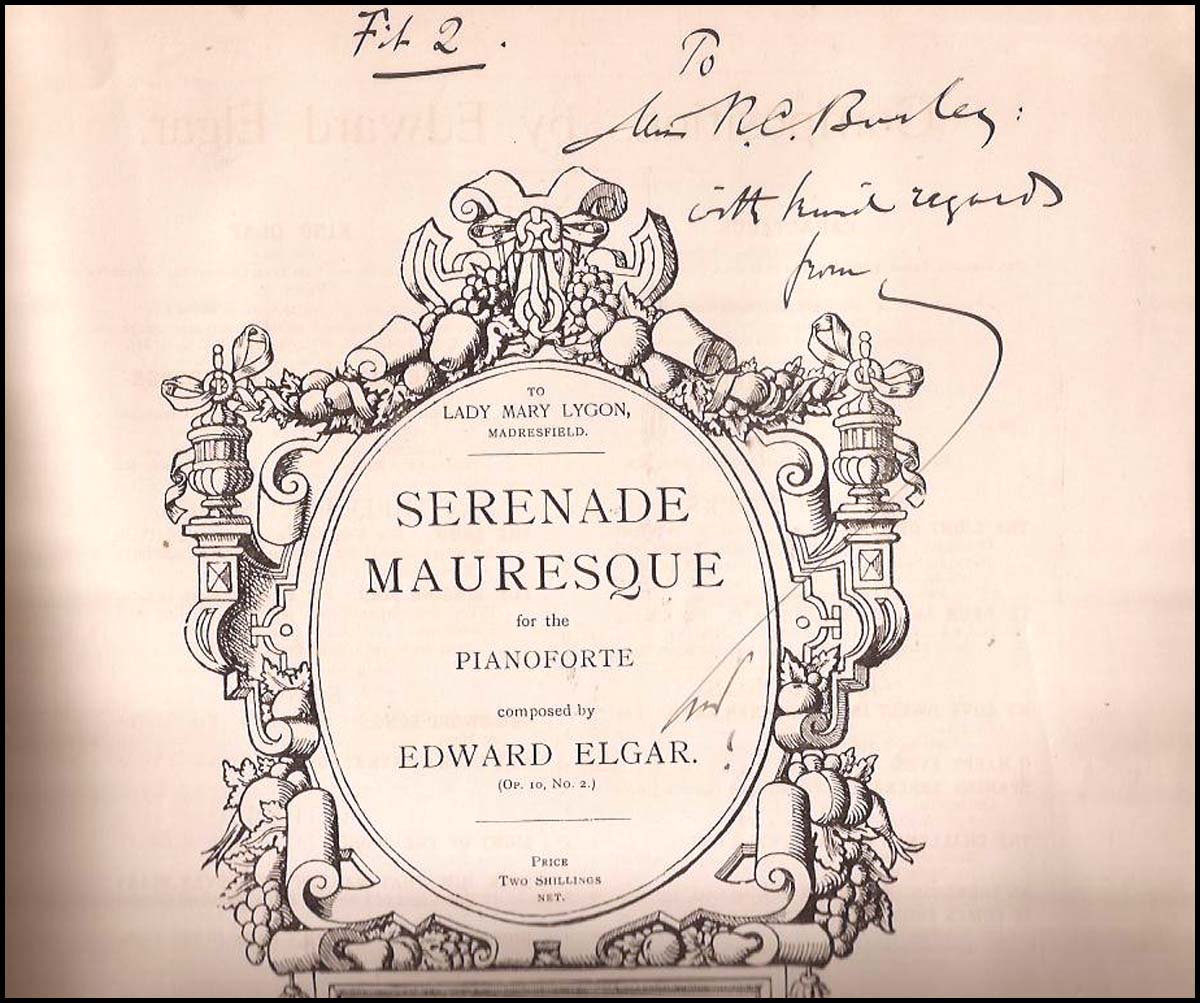 Fit 2.
To
Miss R. C. Burley:
with kind regards
from
TO
LADY MARY LYGON,
MADRESFIELD.
SERENADE
MAURESQUE
for the
PIANOFORTE
composed by
EDWARD ELGAR.
(OP. 10, NO. 2.)
PRICE
TWO SHILLINGS
NET.